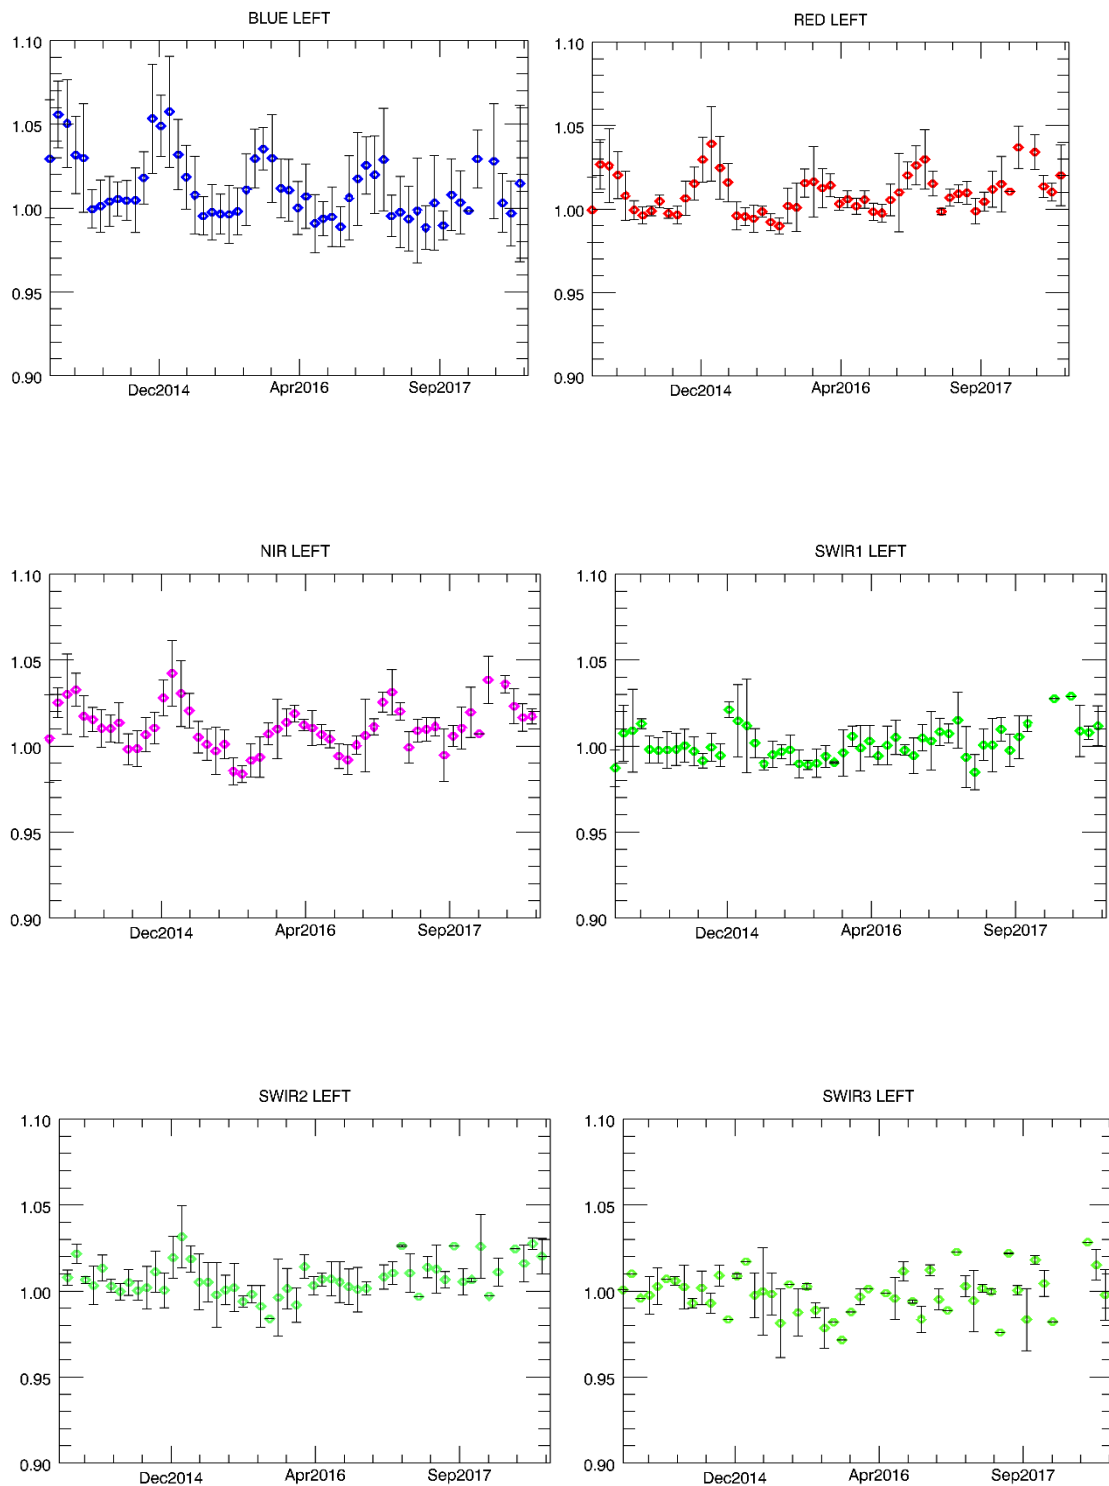 BLUE LEFT
1.10
1.05
1.00
0.95
0.90
Dec2014 Apr2016 Sep2017
RED LEFT
1.10
1.05
1.00
0.95
0.90
Dec2014 Apr2016 Sep2017
NIR LEFT
1.10
1.05
1.00
0.95
0.90
Dec2014 Apr2016 Sep2017
SWIR1 LEFT
1.10
1.05
1.00
0.95
0.90
Dec2014 Apr2016 Sep2017
SWIR2 LEFT
1.10
1.05
1.00
0.95
0.90
Dec2014 Apr2016 Sep2017
SWIR3 LEFT
1.10
1.05
1.00
0.95
0.90
Dec2014 Apr2016 Sep2017